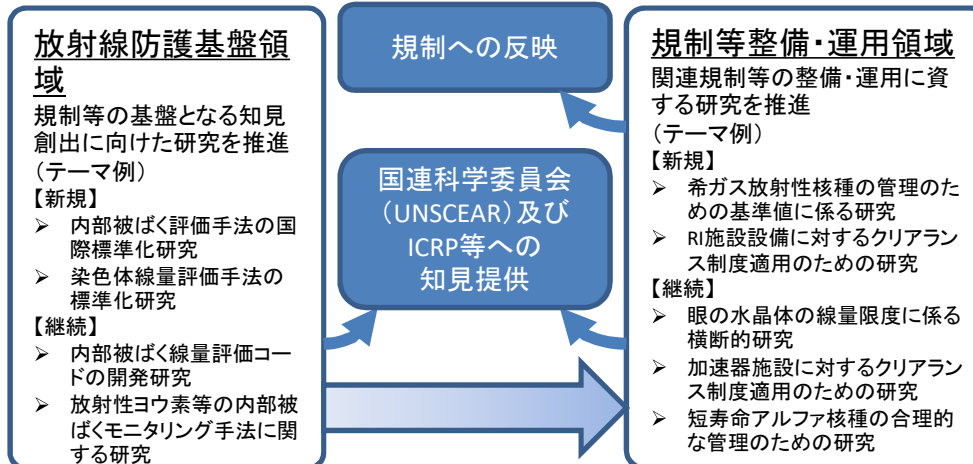 放射線防護基盤領
域
規制等の基盤となる知見
創出に向けた研究を推進
（テーマ例）
【新規】
➢ 内部被ばく評価手法の国
際標準化研究
➢ 染色体線量評価手法の
標準化研究
【継続】
➢ 内部被ばく線量評価コー
ドの開発研究
➢ 放射性ヨウ素等の内部被
ばくモニタリング手法に関
する研究
規制への反映
国連科学委員会
（UNSCEAR）及び
ICRP等への
知見提供
規制等整備・運用領域
関連規制等の整備・運用に資
する研究を推進
（テーマ例）
【新規】
➢ 希ガス放射性核種の管理のた
めの基準値に係る研究
➢ RI施設設備に対するクリアラン
ス制度適用のための研究
【継続】
➢ 眼の水晶体の線量限度に係る
横断的研究
➢ 加速器施設に対するクリアラン
ス制度適用のための研究
➢ 短寿命アルファ核種の合理的
な管理のための研究